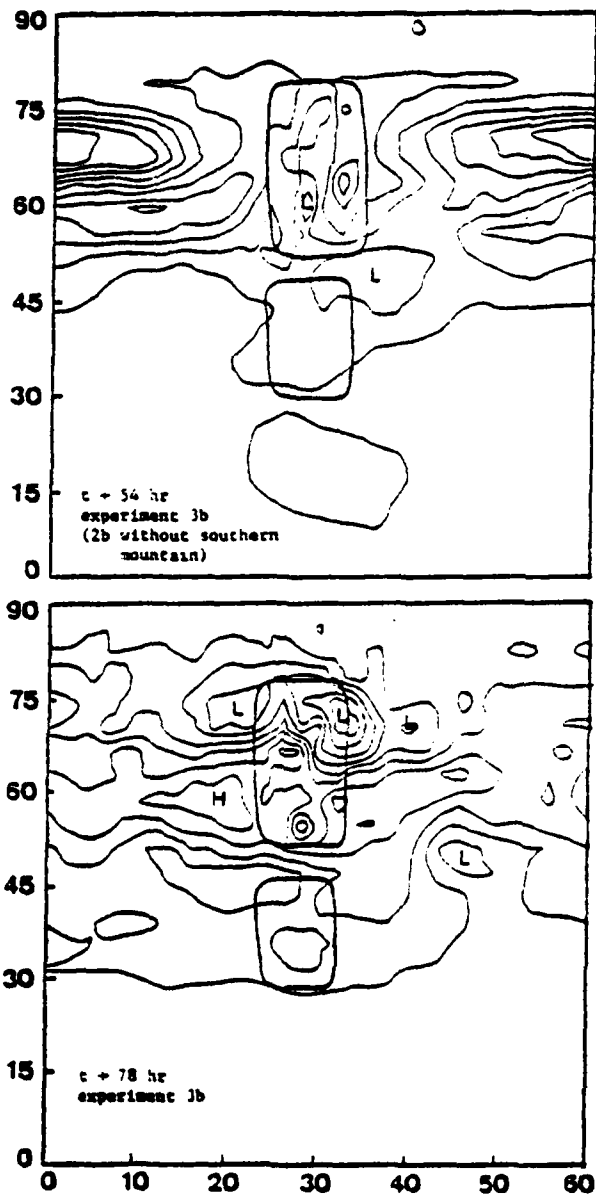 90
75
60
45
30
15
0
L
t + 54 hr
experiment 3b
(2b without southern
mountain)
90
75
60
45
30
15
0
L
L
L
H
L
t + 78 hr
experiment 3b
0 10 20 30 40 50 60